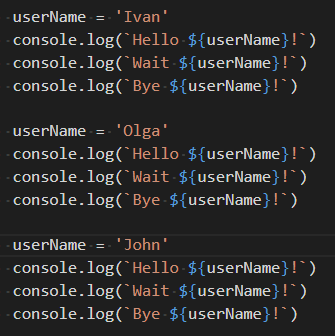 userName = 'Ivan'
console.log(`Hello ${userName}!`)
console.log(`Wait ${userName}!`)
console.log(`Bye ${userName}!`)
userName = 'Olga'
console.log(`Hello ${userName}!`)
console.log(`Wait ${userName}!`)
console.log(`Bye ${userName}!`)
userName = 'John'
console.log(`Hello ${userName}!`)
console.log(`Wait ${userName}!`)
console.log(`Bye ${userName}!`)